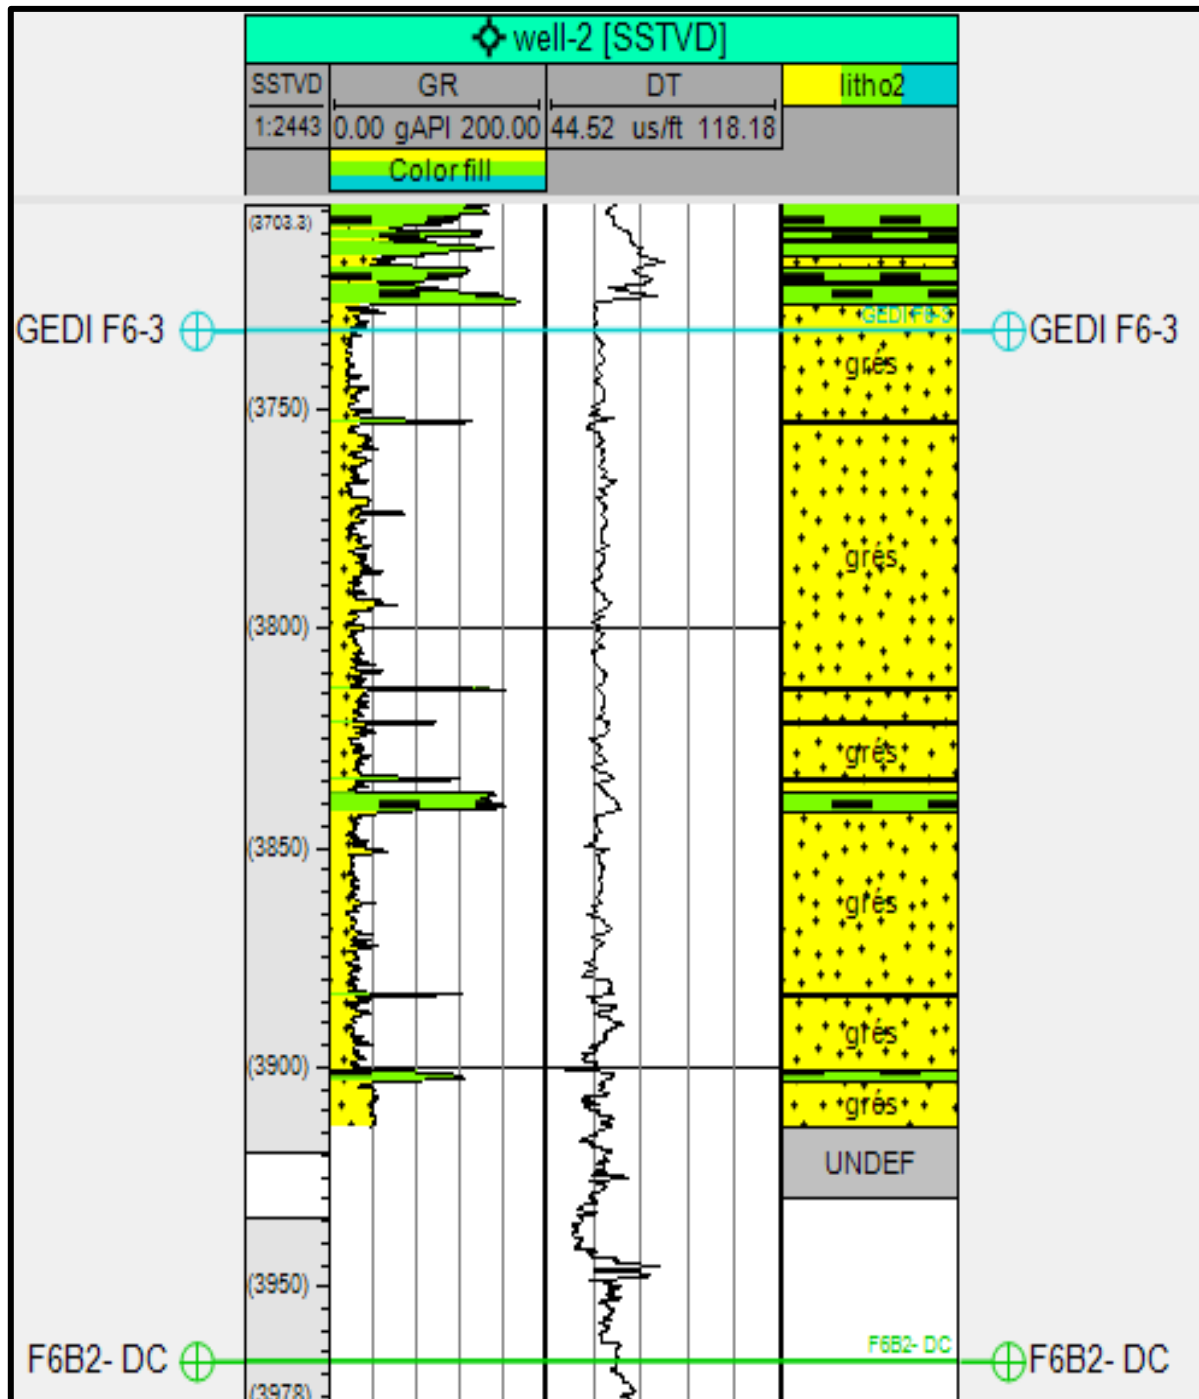 well-2 [SSTVD]
SSTVD GR DT litho2
1:2443 0.00 gAPI 200.00 44.52 us/ft 118.18
Color fill
(3703.3)
GEDI F6-3 GEDI F6-3 GEDI F6-3
grés
(3750)
grés
(3800)
grés
(3850)
grés
grés
(3900)
grés
UNDEF
(3950)
F6B2- DC F6B2- DC F6B2- DC
(3978)